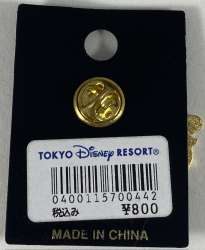 TOKYO DISNEY RESORT®
0400115700442
税込み ¥800
MADE IN CHINA